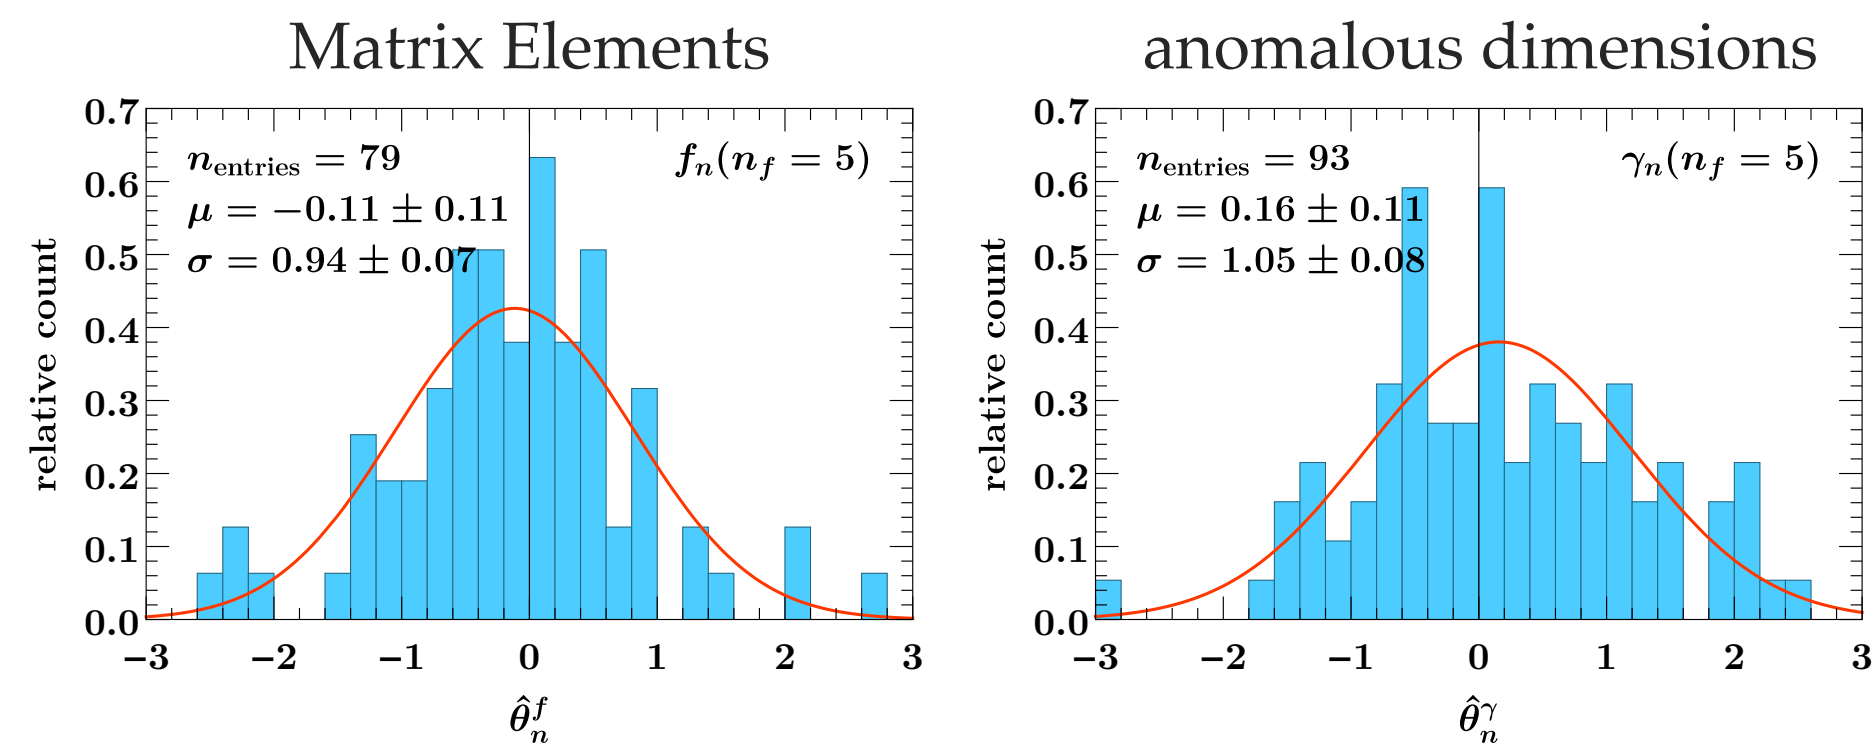 Matrix Elements
0.7
0.6
0.5
0.4
0.3
0.2
0.1
0.0
relative count
n_entries = 79
μ = −0.11 ± 0.11
σ = 0.94 ± 0.07
f_n(n_f = 5)
−3 −2 −1 0 1 2 3
θ̂_n^f
anomalous dimensions
0.7
0.6
0.5
0.4
0.3
0.2
0.1
0.0
relative count
n_entries = 93
μ = 0.16 ± 0.11
σ = 1.05 ± 0.08
γ_n(n_f = 5)
−3 −2 −1 0 1 2 3
θ̂_n^γ